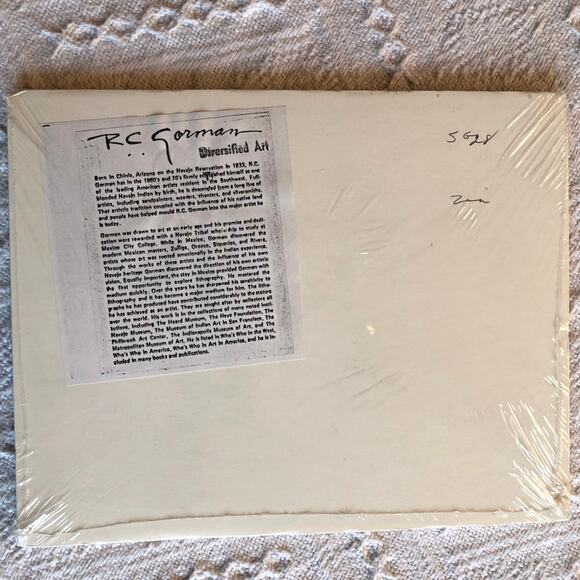 R.C. Gorman
Diversified Art
Born in Chinle, Arizona on the Navajo Reservation in 1933, R.C.
Gorman has in the 1960's and 70's firmly established himself as one
of the leading American artists resident in the Southwest. Full-
blooded Navajo Indian by birth, he is descended from a long line of
artists, including sandpainters, weavers, chanters, and silversmiths.
That artistic tradition coupled with the influence of his native land
and people have helped mould R.C. Gorman into the major artist he
is today.
Gorman was drawn to art at an early age and his promise and dedi-
cation were rewarded with a Navajo Tribal scholarship to study at
Mexico City College. While in Mexico, Gorman discovered the
modern Mexican masters, Zuniga, Orozco, Siqueiros, and Rivera,
artists whose art was rooted emotionally in the Indian experience.
Through the works of these artists and the influence of his own
Navajo heritage Gorman discovered the direction of his own artistic
vision. Equally important, the stay in Mexico provided Gorman with
the first opportunity to explore lithography. He mastered the
medium quickly. Over the years he has sharpened his sensitivity to
lithography and it has become a major medium for him. The litho-
graphs he has produced have contributed considerably to the stature
he has achieved as an artist. They are sought after by collectors all
over the world. His work is in the collections of many noted insti-
tutions, including The Heard Museum, The Heye Foundation, The
Navajo Museum, The Museum of Indian Art in San Francisco, The
Philbrook Art Center, The Indianapolis Museum of Art, and The
Metropolitan Museum of Art. He is listed in Who's Who in the West,
Who's Who in America, Who's Who in Art in America, and he is in-
cluded in many books and publications.